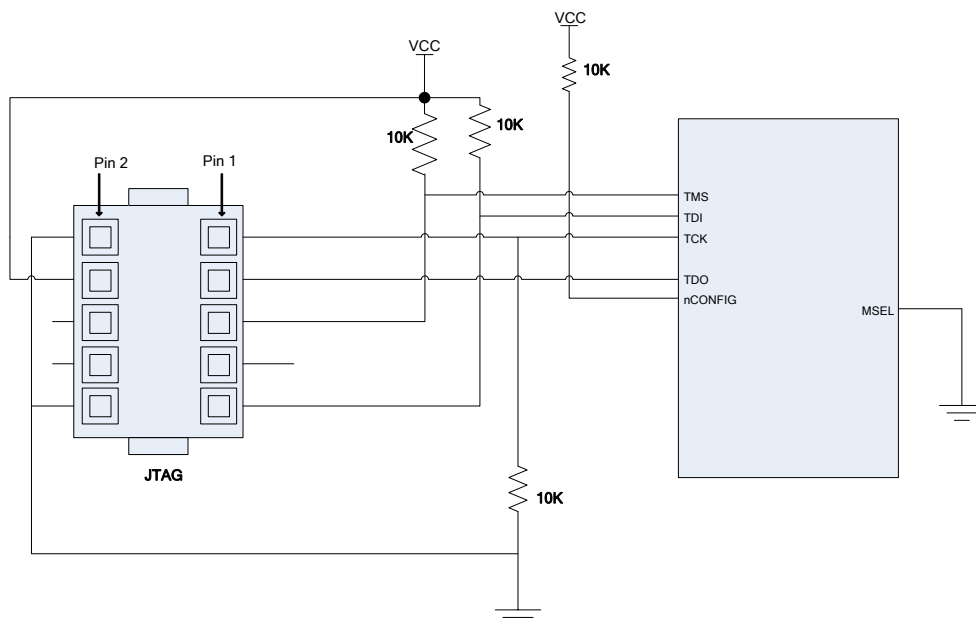 VCC
10K
VCC
10K
10K
Pin 2
Pin 1
TMS
TDI
TCK
TDO
nCONFIG
MSEL
JTAG
10K